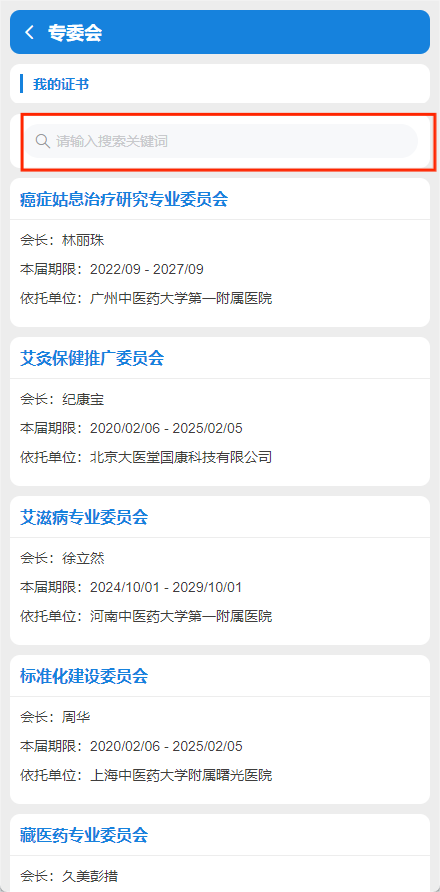 专委会
我的证书
请输入搜索关键词
癌症姑息治疗研究专业委员会
会长：林丽珠
本届期限：2022/09 - 2027/09
依托单位：广州中医药大学第一附属医院
艾灸保健推广委员会
会长：纪康宝
本届期限：2020/02/06 - 2025/02/05
依托单位：北京大医堂国康科技有限公司
艾滋病专业委员会
会长：徐立然
本届期限：2024/10/01 - 2029/10/01
依托单位：河南中医药大学第一附属医院
标准化建设委员会
会长：周华
本届期限：2020/02/06 - 2025/02/05
依托单位：上海中医药大学附属曙光医院
藏医药专业委员会
会长：久美彭措